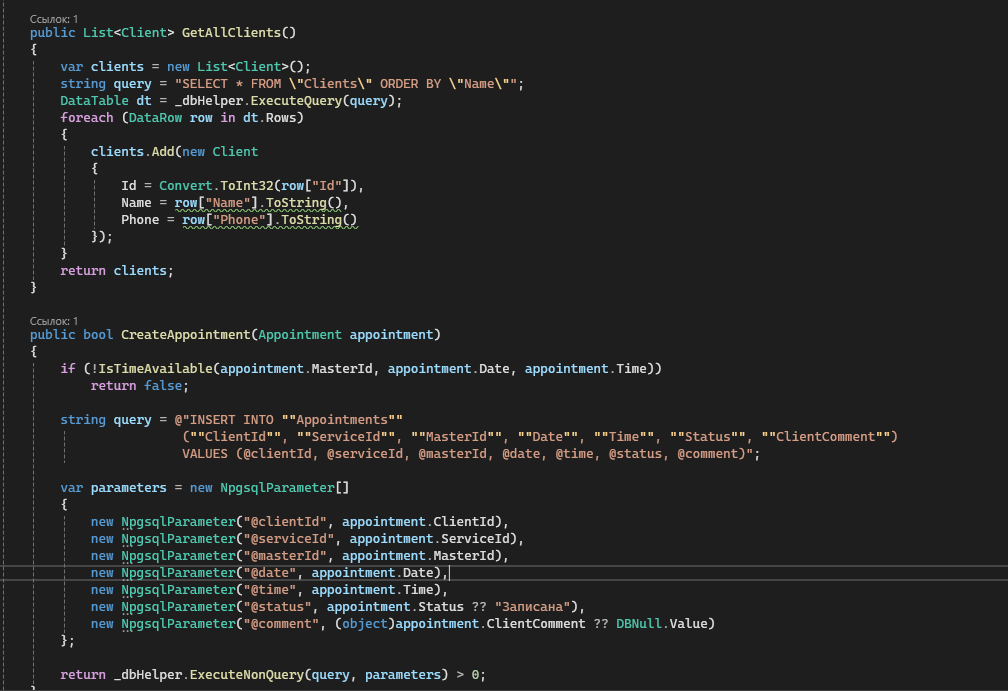 Ссылок: 1
public List<Client> GetAllClients()
{
var clients = new List<Client>();
string query = "SELECT * FROM \"Clients\" ORDER BY \"Name\"";
DataTable dt = _dbHelper.ExecuteQuery(query);
foreach (DataRow row in dt.Rows)
{
clients.Add(new Client
{
Id = Convert.ToInt32(row["Id"]),
Name = row["Name"].ToString(),
Phone = row["Phone"].ToString()
});
}
return clients;
}
Ссылок: 1
public bool CreateAppointment(Appointment appointment)
{
if (!IsTimeAvailable(appointment.MasterId, appointment.Date, appointment.Time))
return false;
string query = @"INSERT INTO ""Appointments""
(""ClientId"", ""ServiceId"", ""MasterId"", ""Date"", ""Time"", ""Status"", ""ClientComment"")
VALUES (@clientId, @serviceId, @masterId, @date, @time, @status, @comment)";
var parameters = new NpgsqlParameter[]
{
new NpgsqlParameter("@clientId", appointment.ClientId),
new NpgsqlParameter("@serviceId", appointment.ServiceId),
new NpgsqlParameter("@masterId", appointment.MasterId),
new NpgsqlParameter("@date", appointment.Date),
new NpgsqlParameter("@time", appointment.Time),
new NpgsqlParameter("@status", appointment.Status ?? "Записана"),
new NpgsqlParameter("@comment", (object)appointment.ClientComment ?? DBNull.Value)
};
return _dbHelper.ExecuteNonQuery(query, parameters) > 0;
}